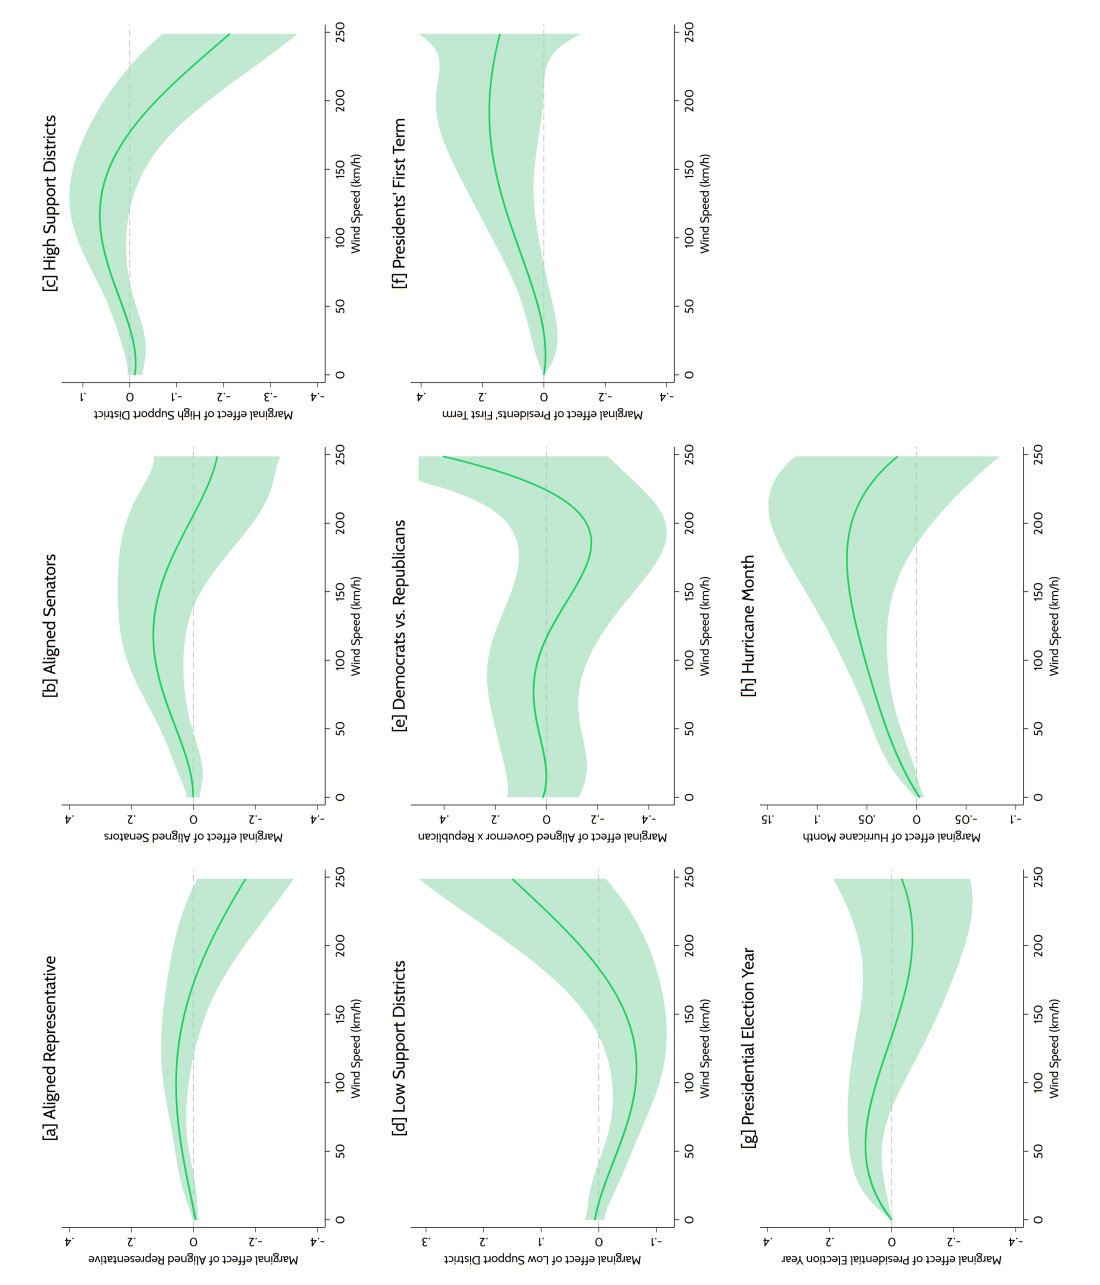 [a] Aligned Representative
Marginal effect of Aligned Representative
.4
.2
0
-.2
-.4
0 50 100 150 200 250
Wind Speed (km/h)
[b] Aligned Senators
Marginal effect of Aligned Senators
.4
.2
0
-.2
-.4
0 50 100 150 200 250
Wind Speed (km/h)
[c] High Support Districts
Marginal effect of High Support District
.1
0
-.1
-.2
-.3
-.4
0 50 100 150 200 250
Wind Speed (km/h)
[d] Low Support Districts
Marginal effect of Low Support District
.3
.2
.1
0
-.1
0 50 100 150 200 250
Wind Speed (km/h)
[e] Democrats vs. Republicans
Marginal effect of Aligned Governor x Republican
.4
.2
0
-.2
-.4
0 50 100 150 200 250
Wind Speed (km/h)
[f] Presidents' First Term
Marginal effect of Presidents' First Term
.4
.2
0
-.2
-.4
0 50 100 150 200 250
Wind Speed (km/h)
[g] Presidential Election Year
Marginal effect of Presidential Election Year
.4
.2
0
-.2
-.4
0 50 100 150 200 250
Wind Speed (km/h)
[h] Hurricane Month
Marginal effect of Hurricane Month
.15
.1
.05
0
-.05
-.1
0 50 100 150 200 250
Wind Speed (km/h)